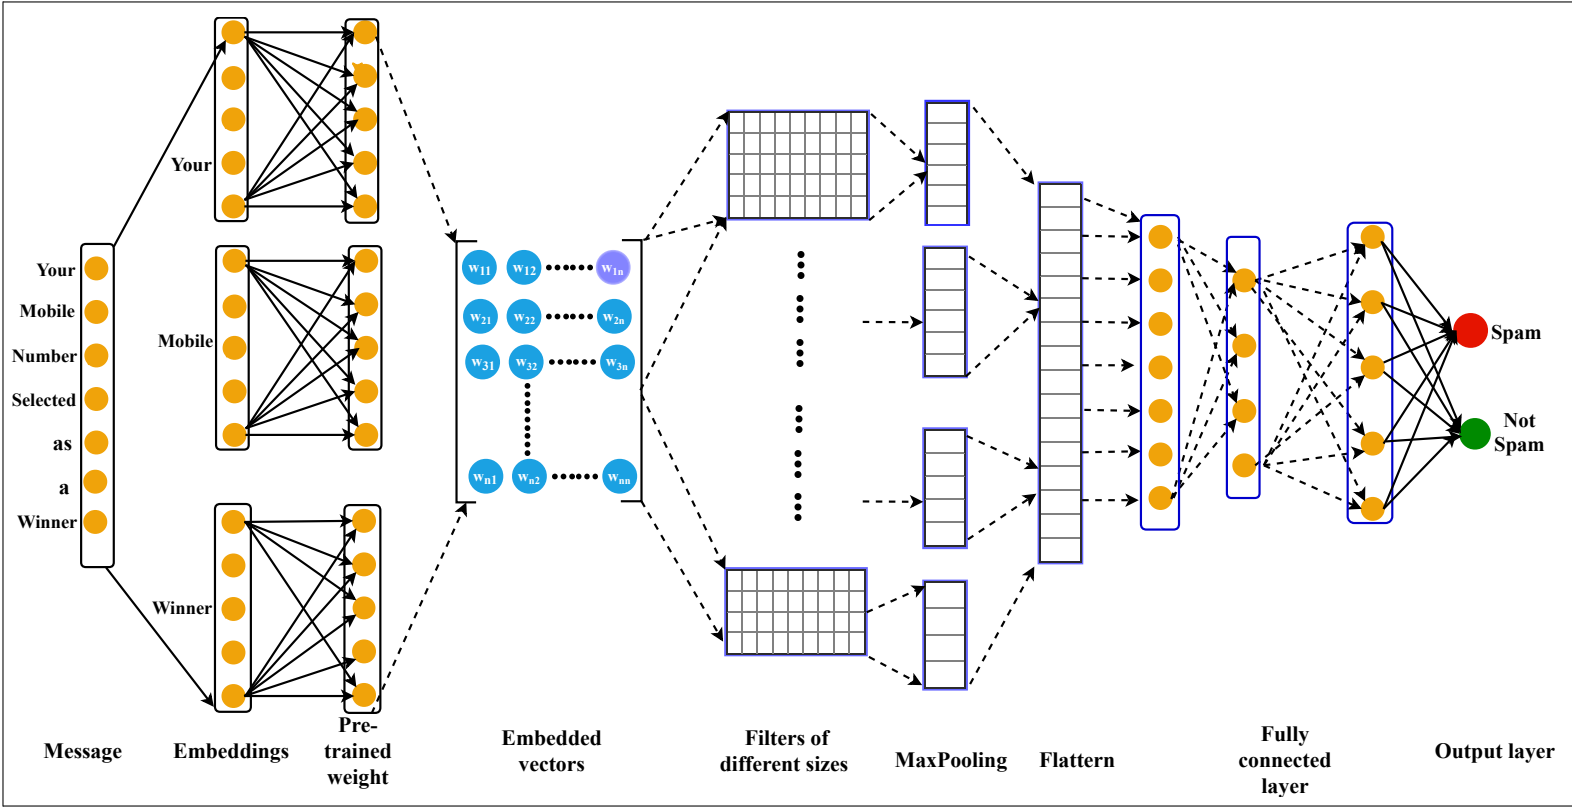 Your
Mobile
Number
Selected
as
a
Winner
Your
Mobile
Winner
w11 w12 w1n
w21 w22 w2n
w31 w32 w3n
wn1 wn2 wnn
Spam
Not
Spam
Message
Embeddings
Pre-
trained
weight
Embedded
vectors
Filters of
different sizes
MaxPooling
Flattern
Fully
connected
layer
Output layer